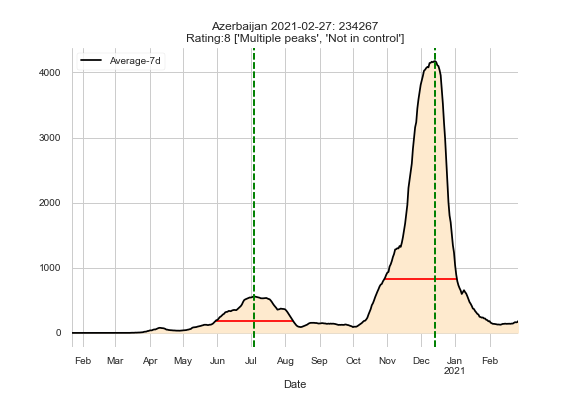 Azerbaijan 2021-02-27: 234267
Rating:8 ['Multiple peaks', 'Not in control']
Average-7d
4000
3000
2000
1000
0
Feb Mar Apr May Jun Jul Aug Sep Oct Nov Dec Jan Feb
2021
Date